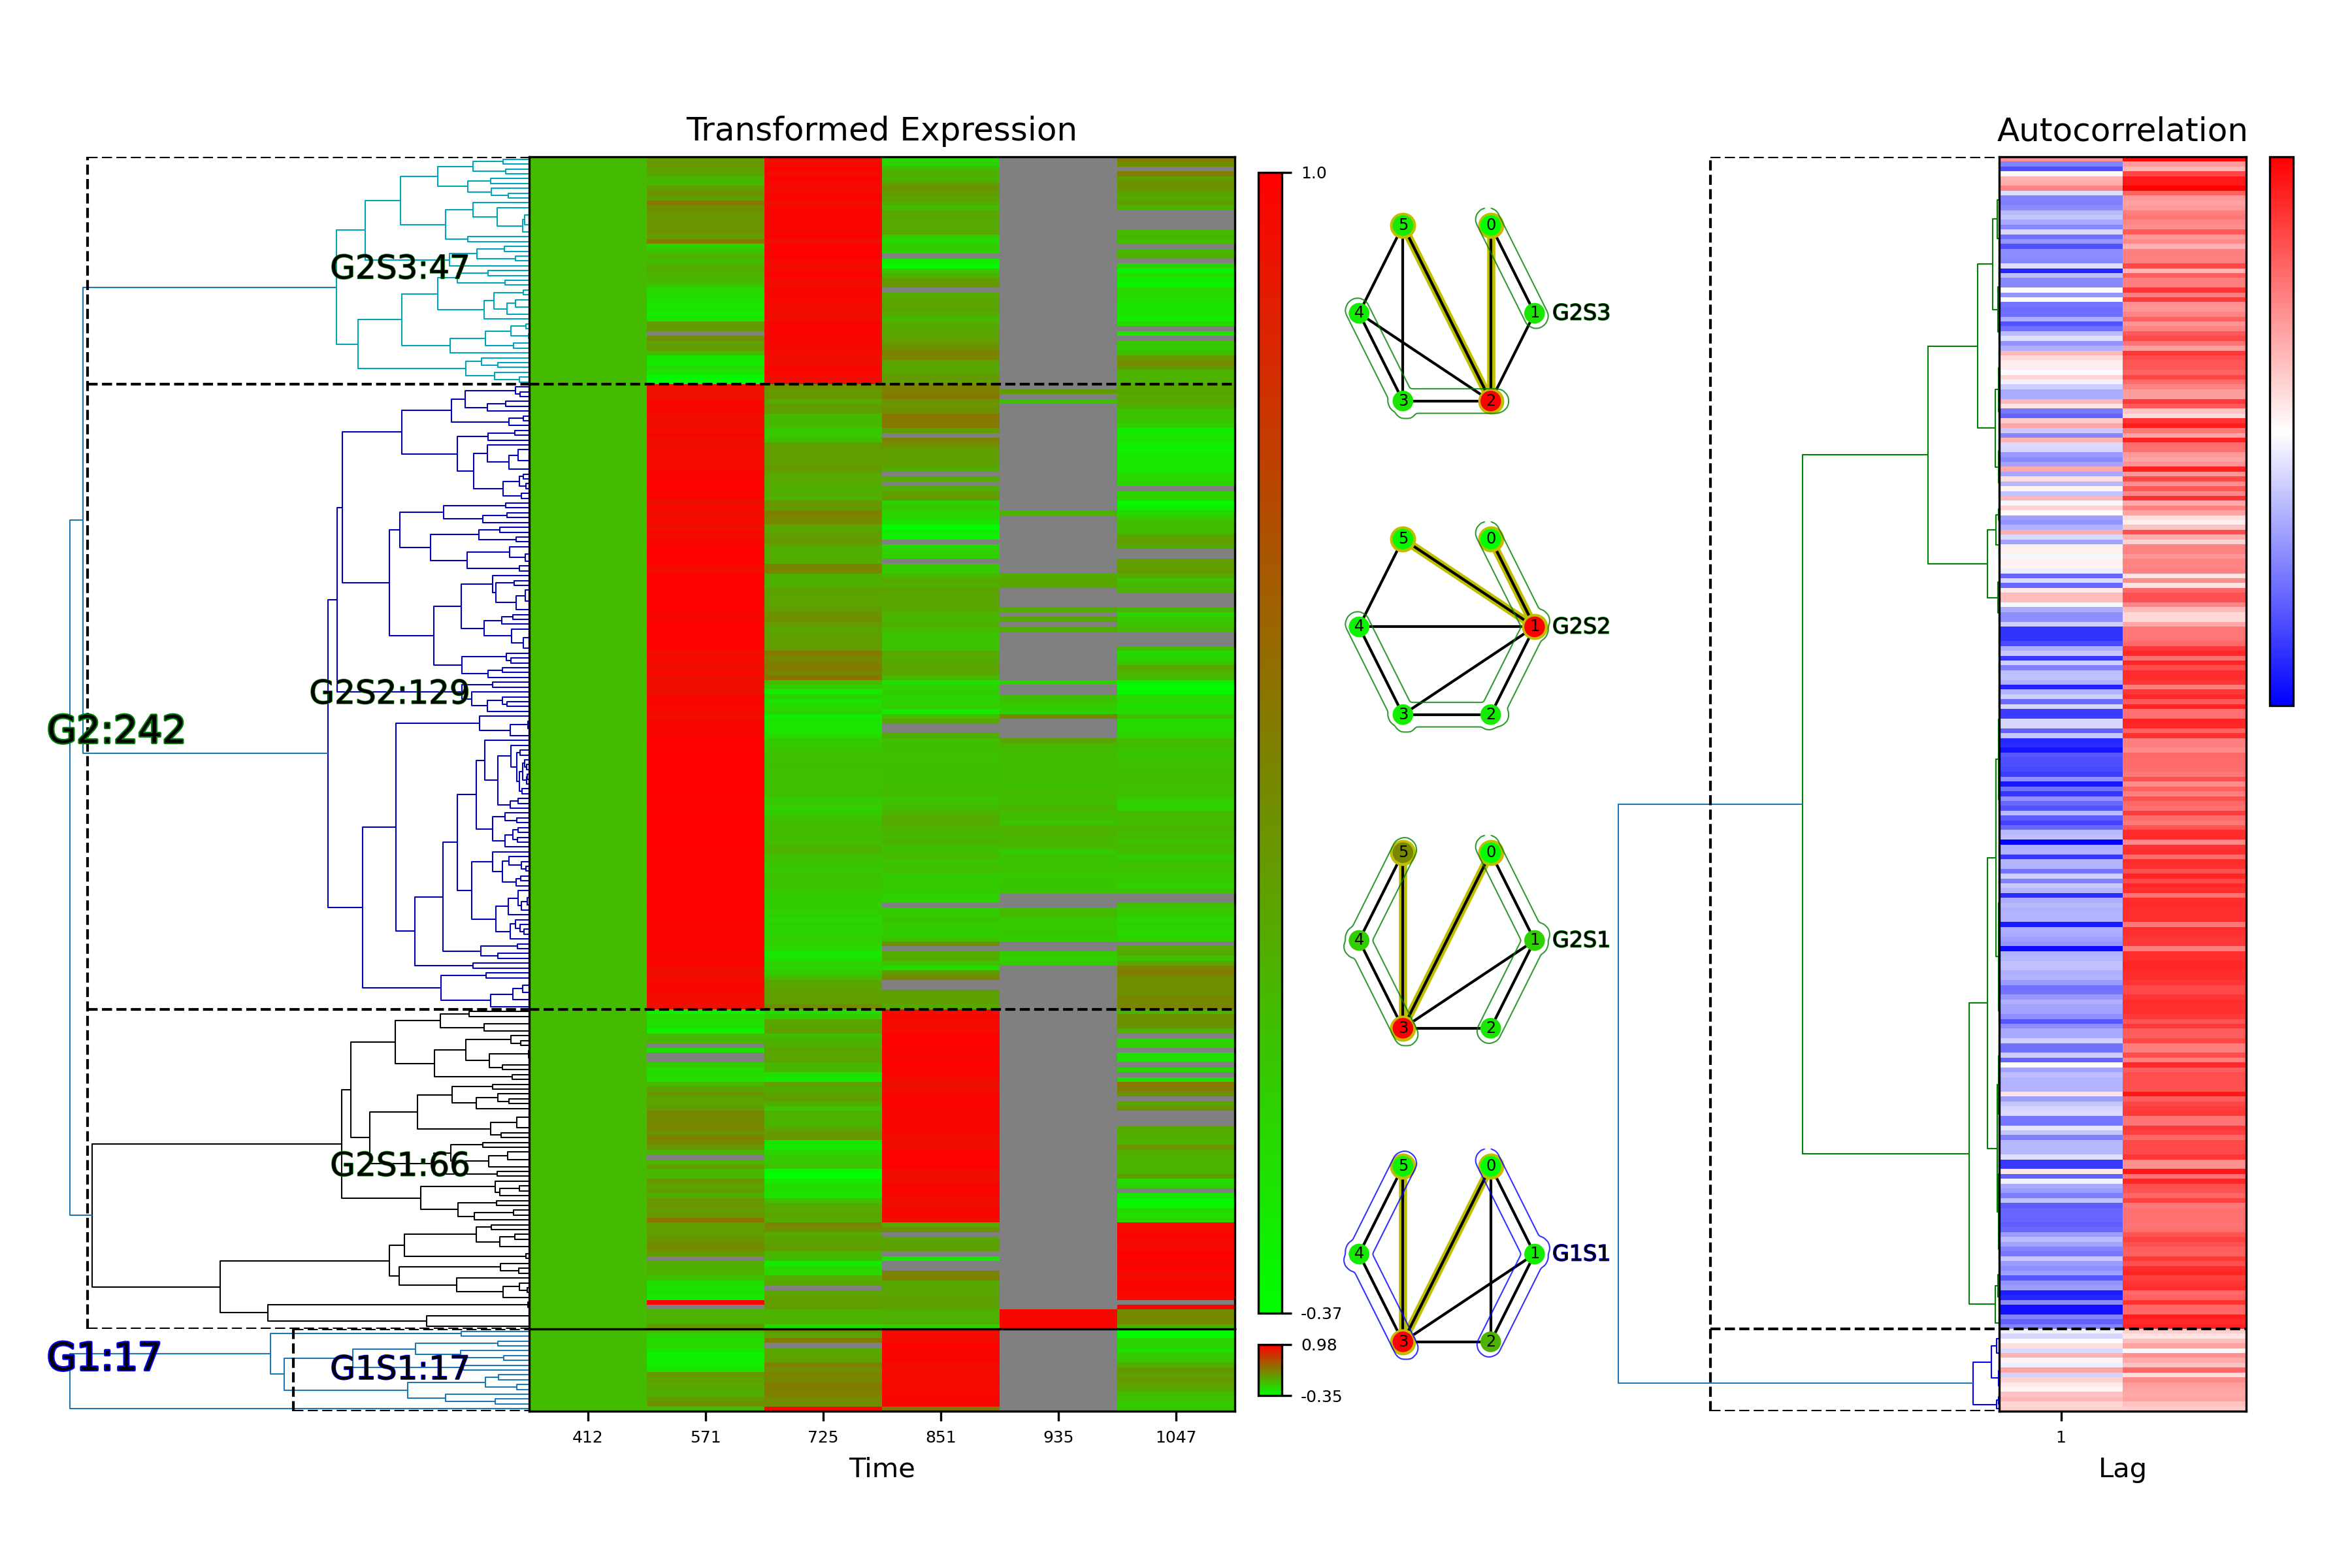 Transformed Expression
Autocorrelation
G2S3:47
G2S2:129
G2:242
G2S1:66
G1:17
G1S1:17
1.0
-0.37
0.98
-0.35
412 571 725 851 935 1047
Time
5 0
4 1 G2S3
3 2
5 0
4 1 G2S2
3 2
5 0
4 1 G2S1
3 2
5 0
4 1 G1S1
3 2
1
Lag